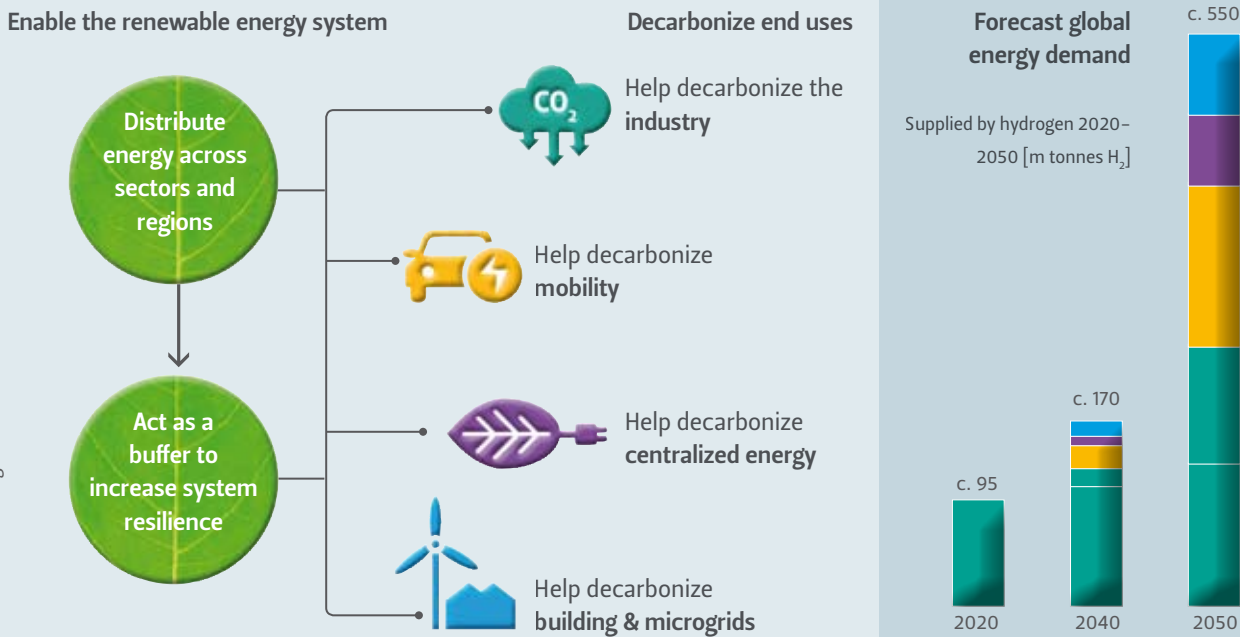 Enable the renewable energy system
Distribute
energy across
sectors and
regions
Act as a
buffer to
increase system
resilience
Decarbonize end uses
CO₂
Help decarbonize the
industry
Help decarbonize
mobility
Help decarbonize
centralized energy
Help decarbonize
building & microgrids
Forecast global
energy demand
Supplied by hydrogen 2020–
2050 [m tonnes H₂]
c. 95
2020
c. 170
2040
c. 550
2050